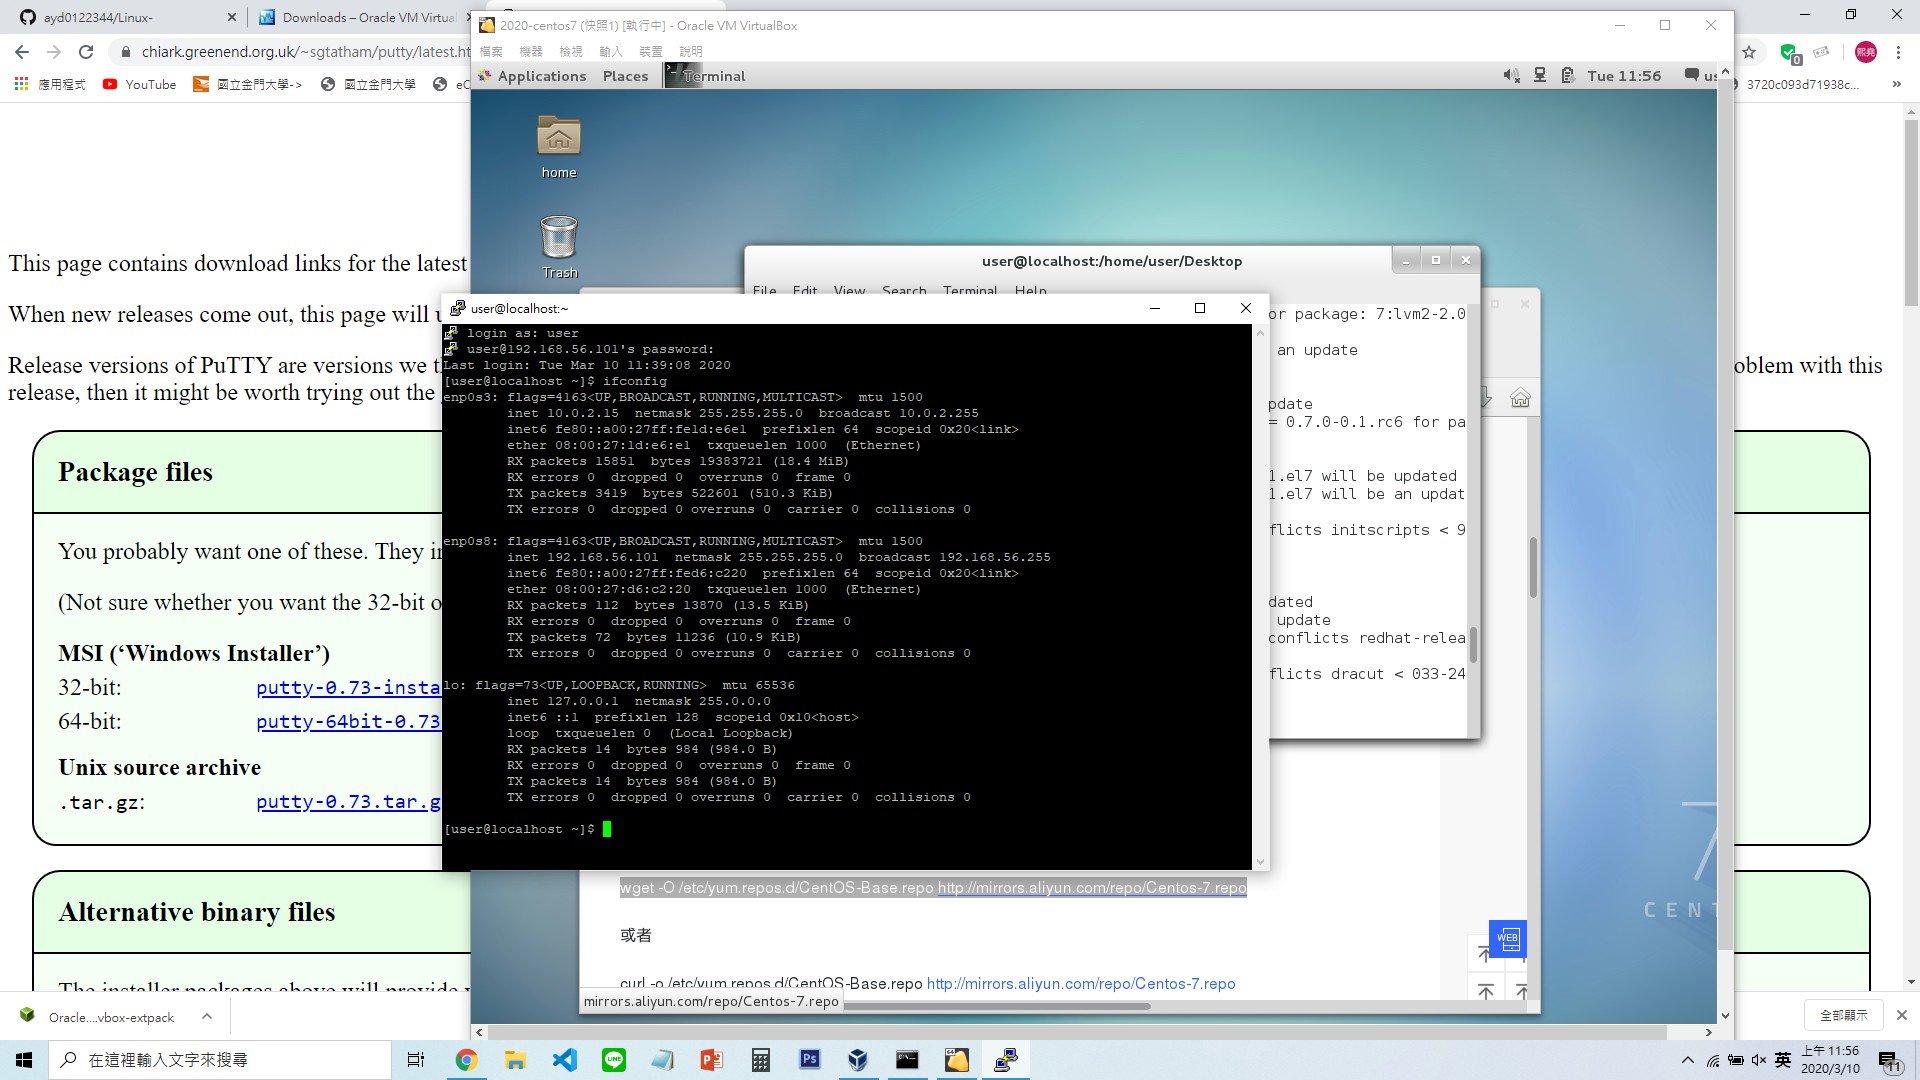 ayd0122344/Linux-
Downloads – Oracle VM Virtual
chiark.greenend.org.uk/~sgtatham/putty/latest.ht
應用程式
YouTube
國立金門大學->
國立金門大學
eC
3720c093d71938c...
2020-centos7 (快照1) [執行中] - Oracle VM VirtualBox
檔案 機器 檢視 輸入 裝置 說明
Applications Places Terminal
Tue 11:56
us
home
Trash
user@localhost:/home/user/Desktop
File Edit View Search Terminal Help
or package: 7:lvm2-2.0
an update
pdate
= 0.7.0-0.1.rc6 for pa
1.el7 will be updated
1.el7 will be an updat
flicts initscripts < 9
dated
update
conflicts redhat-relea
flicts dracut < 033-24
user@localhost:~
login as: user
user@192.168.56.101's password:
Last login: Tue Mar 10 11:39:08 2020
[user@localhost ~]$ ifconfig
enp0s3: flags=4163<UP,BROADCAST,RUNNING,MULTICAST>  mtu 1500
inet 10.0.2.15  netmask 255.255.255.0  broadcast 10.0.2.255
inet6 fe80::a00:27ff:fe1d:e6e1  prefixlen 64  scopeid 0x20<link>
ether 08:00:27:1d:e6:e1  txqueuelen 1000  (Ethernet)
RX packets 15851  bytes 19383721 (18.4 MiB)
RX errors 0  dropped 0  overruns 0  frame 0
TX packets 3419  bytes 522601 (510.3 KiB)
TX errors 0  dropped 0 overruns 0  carrier 0  collisions 0
enp0s8: flags=4163<UP,BROADCAST,RUNNING,MULTICAST>  mtu 1500
inet 192.168.56.101  netmask 255.255.255.0  broadcast 192.168.56.255
inet6 fe80::a00:27ff:fed6:c220  prefixlen 64  scopeid 0x20<link>
ether 08:00:27:d6:c2:20  txqueuelen 1000  (Ethernet)
RX packets 112  bytes 13870 (13.5 KiB)
RX errors 0  dropped 0  overruns 0  frame 0
TX packets 72  bytes 11236 (10.9 KiB)
TX errors 0  dropped 0 overruns 0  carrier 0  collisions 0
lo: flags=73<UP,LOOPBACK,RUNNING>  mtu 65536
inet 127.0.0.1  netmask 255.0.0.0
inet6 ::1  prefixlen 128  scopeid 0x10<host>
loop  txqueuelen 0  (Local Loopback)
RX packets 14  bytes 984 (984.0 B)
RX errors 0  dropped 0  overruns 0  frame 0
TX packets 14  bytes 984 (984.0 B)
TX errors 0  dropped 0 overruns 0  carrier 0  collisions 0
[user@localhost ~]$
wget -O /etc/yum.repos.d/CentOS-Base.repo http://mirrors.aliyun.com/repo/Centos-7.repo
或者
curl -o /etc/yum.repos.d/CentOS-Base.repo http://mirrors.aliyun.com/repo/Centos-7.repo
mirrors.aliyun.com/repo/Centos-7.repo
WEB
7
CENT
This page contains download links for the latest
When new releases come out, this page will u
Release versions of PuTTY are versions we t
oblem with this
release, then it might be worth trying out the
Package files
You probably want one of these. They in
(Not sure whether you want the 32-bit o
MSI (‘Windows Installer’)
32-bit: putty-0.73-insta
64-bit: putty-64bit-0.73
Unix source archive
.tar.gz: putty-0.73.tar.g
Alternative binary files
The installer packages above will provide
Oracle....vbox-extpack
全部顯示
在這裡輸入文字來搜尋
英
上午 11:56
2020/3/10
11